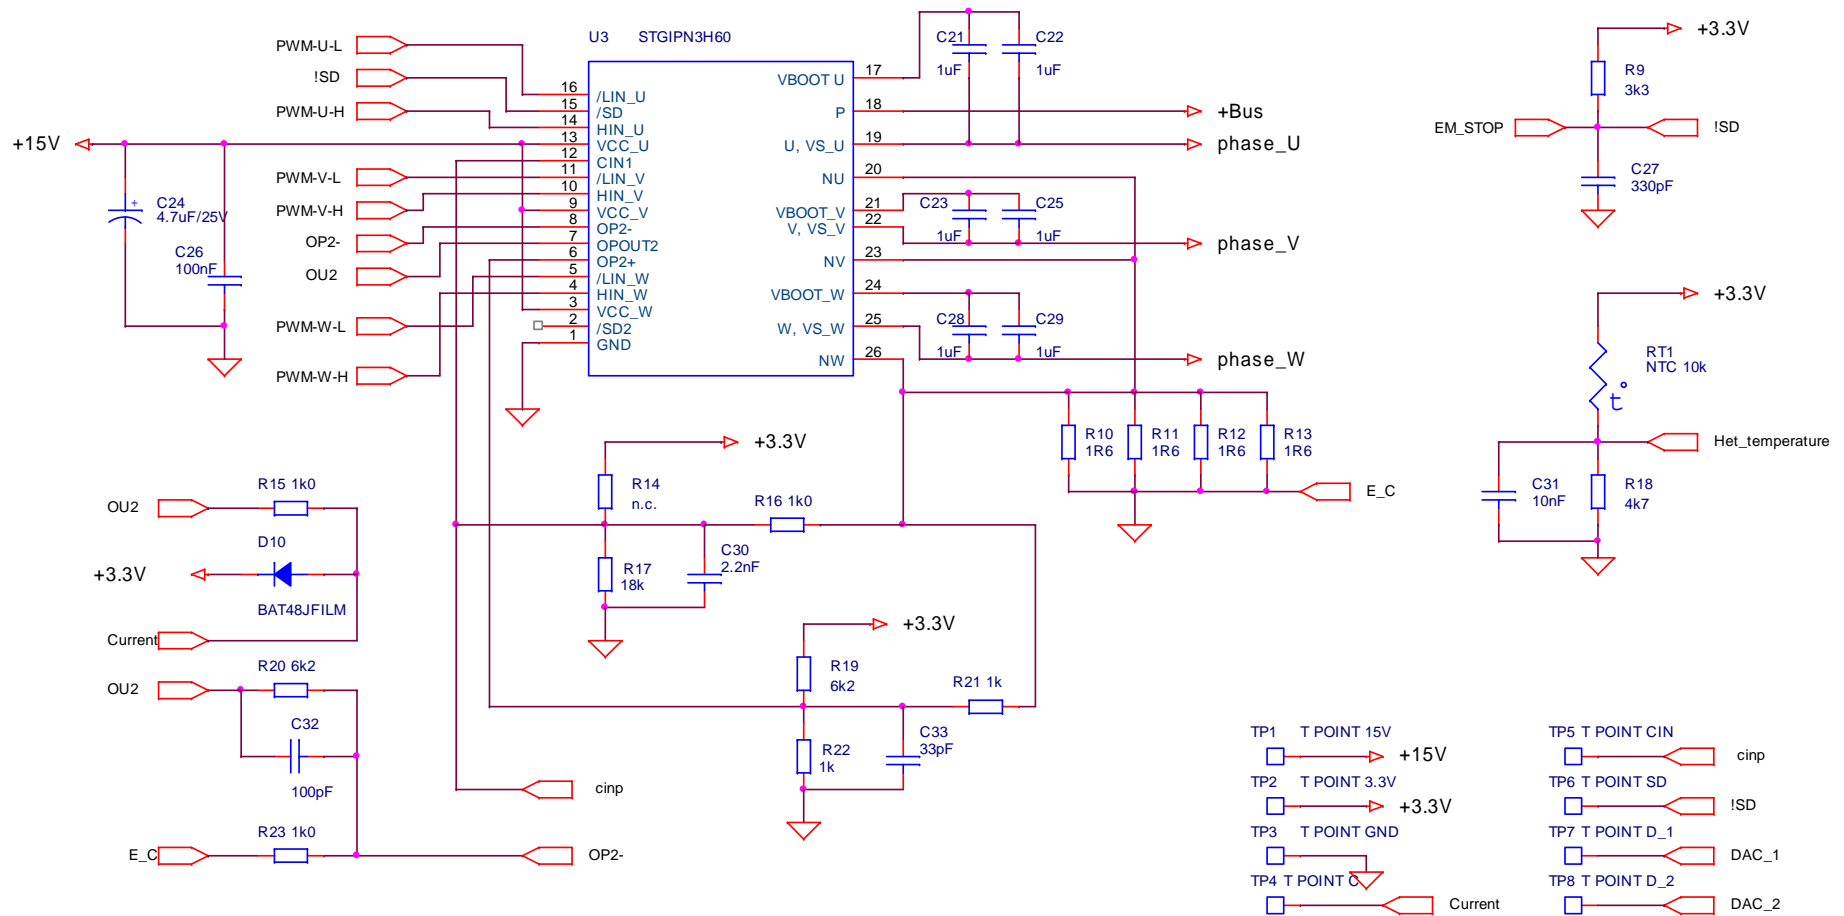 U3 STGIPN3H60
PWM-U-L
!SD
PWM-U-H
+15V
PWM-V-L
PWM-V-H
OP2-
OU2
PWM-W-L
PWM-W-H
C24
4.7uF/25V
+
C26
100nF
16 /LIN_U
15 /SD
14 HIN_U
13 VCC_U
12 CIN1
11 /LIN_V
10 HIN_V
9 VCC_V
8 OP2-
7 OPOUT2
6 OP2+
5 /LIN_W
4 HIN_W
3 VCC_W
2 /SD2
1 GND
VBOOT U 17
P 18
U, VS_U 19
NU 20
VBOOT_V 21
V, VS_V 22
NV 23
VBOOT_W 24
W, VS_W 25
NW 26
C21 C22
1uF 1uF
+Bus
phase_U
C23 C25
1uF 1uF
phase_V
C28 C29
1uF 1uF
phase_W
+3.3V
R9
3k3
EM_STOP !SD
C27
330pF
+3.3V
RT1
NTC 10k
t°
Het_temperature
C31
10nF
R18
4k7
R10 R11 R12 R13
1R6 1R6 1R6 1R6
E_C
+3.3V
R14
n.c.
R16 1k0
R17
18k
C30
2.2nF
+3.3V
R19
6k2
R21 1k
R22
1k
C33
33pF
cinp
OP2-
R15 1k0
OU2
D10
+3.3V
BAT48JFILM
Current
R20 6k2
OU2
C32
100pF
R23 1k0
E_C
TP1 T POINT 15V
+15V
TP2 T POINT 3.3V
+3.3V
TP3 T POINT GND
TP4 T POINT C
Current
TP5 T POINT CIN
cinp
TP6 T POINT SD
!SD
TP7 T POINT D_1
DAC_1
TP8 T POINT D_2
DAC_2